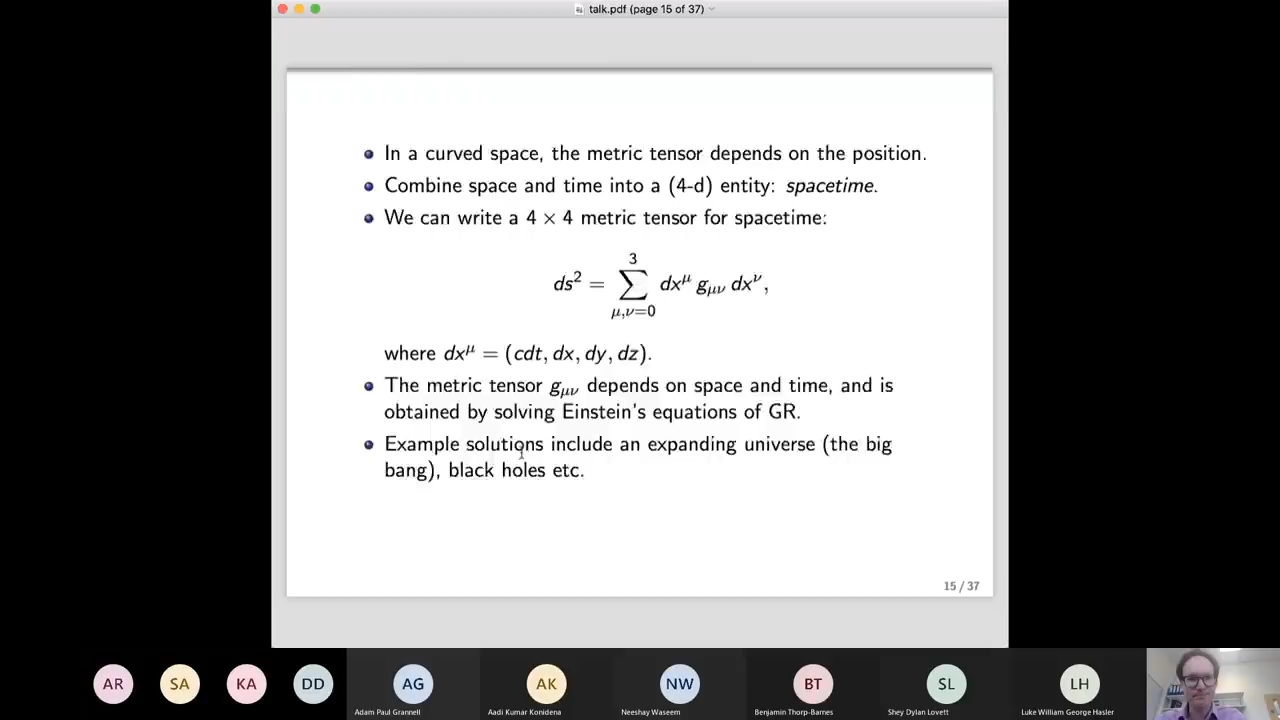 talk.pdf (page 15 of 37)
In a curved space, the metric tensor depends on the position.
Combine space and time into a (4-d) entity: spacetime.
We can write a 4 × 4 metric tensor for spacetime:
3
ds² = ∑ dx^μ g_μν dx^ν,
μ,ν=0
where dx^μ = (cdt, dx, dy, dz).
The metric tensor g_μν depends on space and time, and is
obtained by solving Einstein's equations of GR.
Example solutions include an expanding universe (the big
bang), black holes etc.
15 / 37
AR SA KA DD AG AK NW BT SL LH
Adam Paul Grannell Aadi Kumar Konidena Neeshay Waseem Benjamin Thorp-Barnes Shey Dylan Lovett Luke William George Hasler